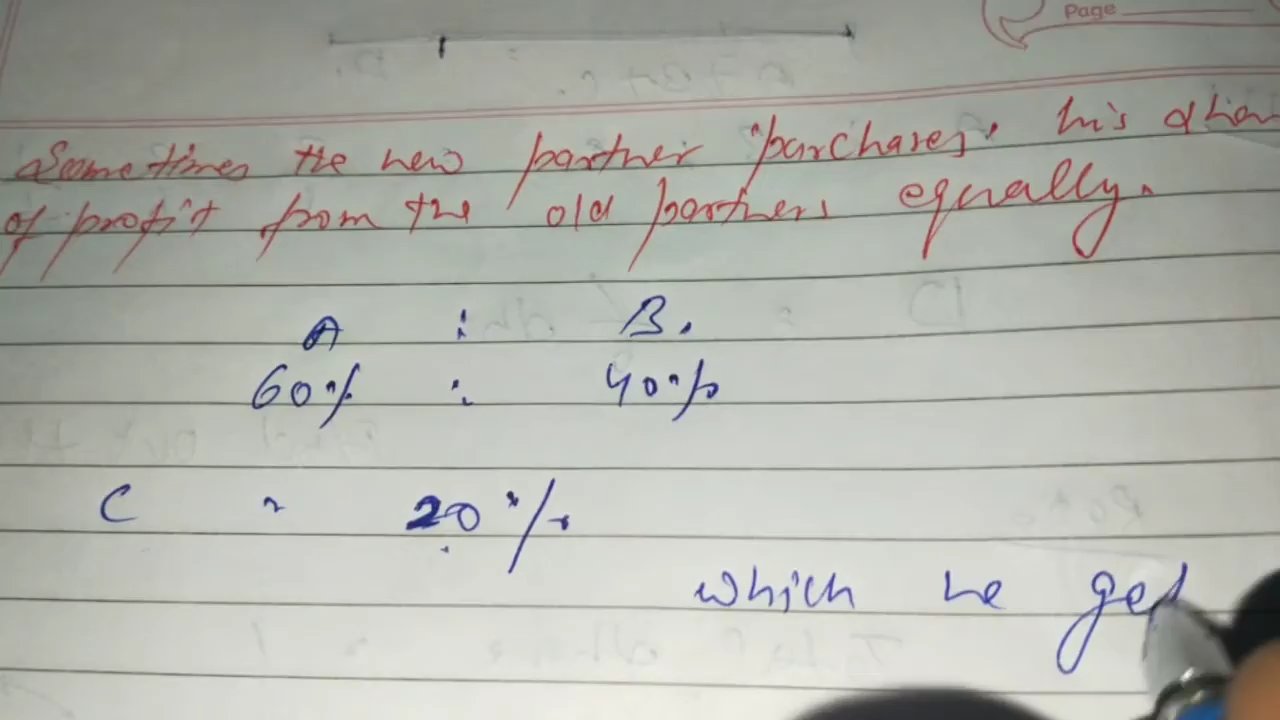 Page
Sometimes the new partner purchases. his shar
of profit from the old partners equally.
A : B.
60% : 40%
C = 20%
which he get